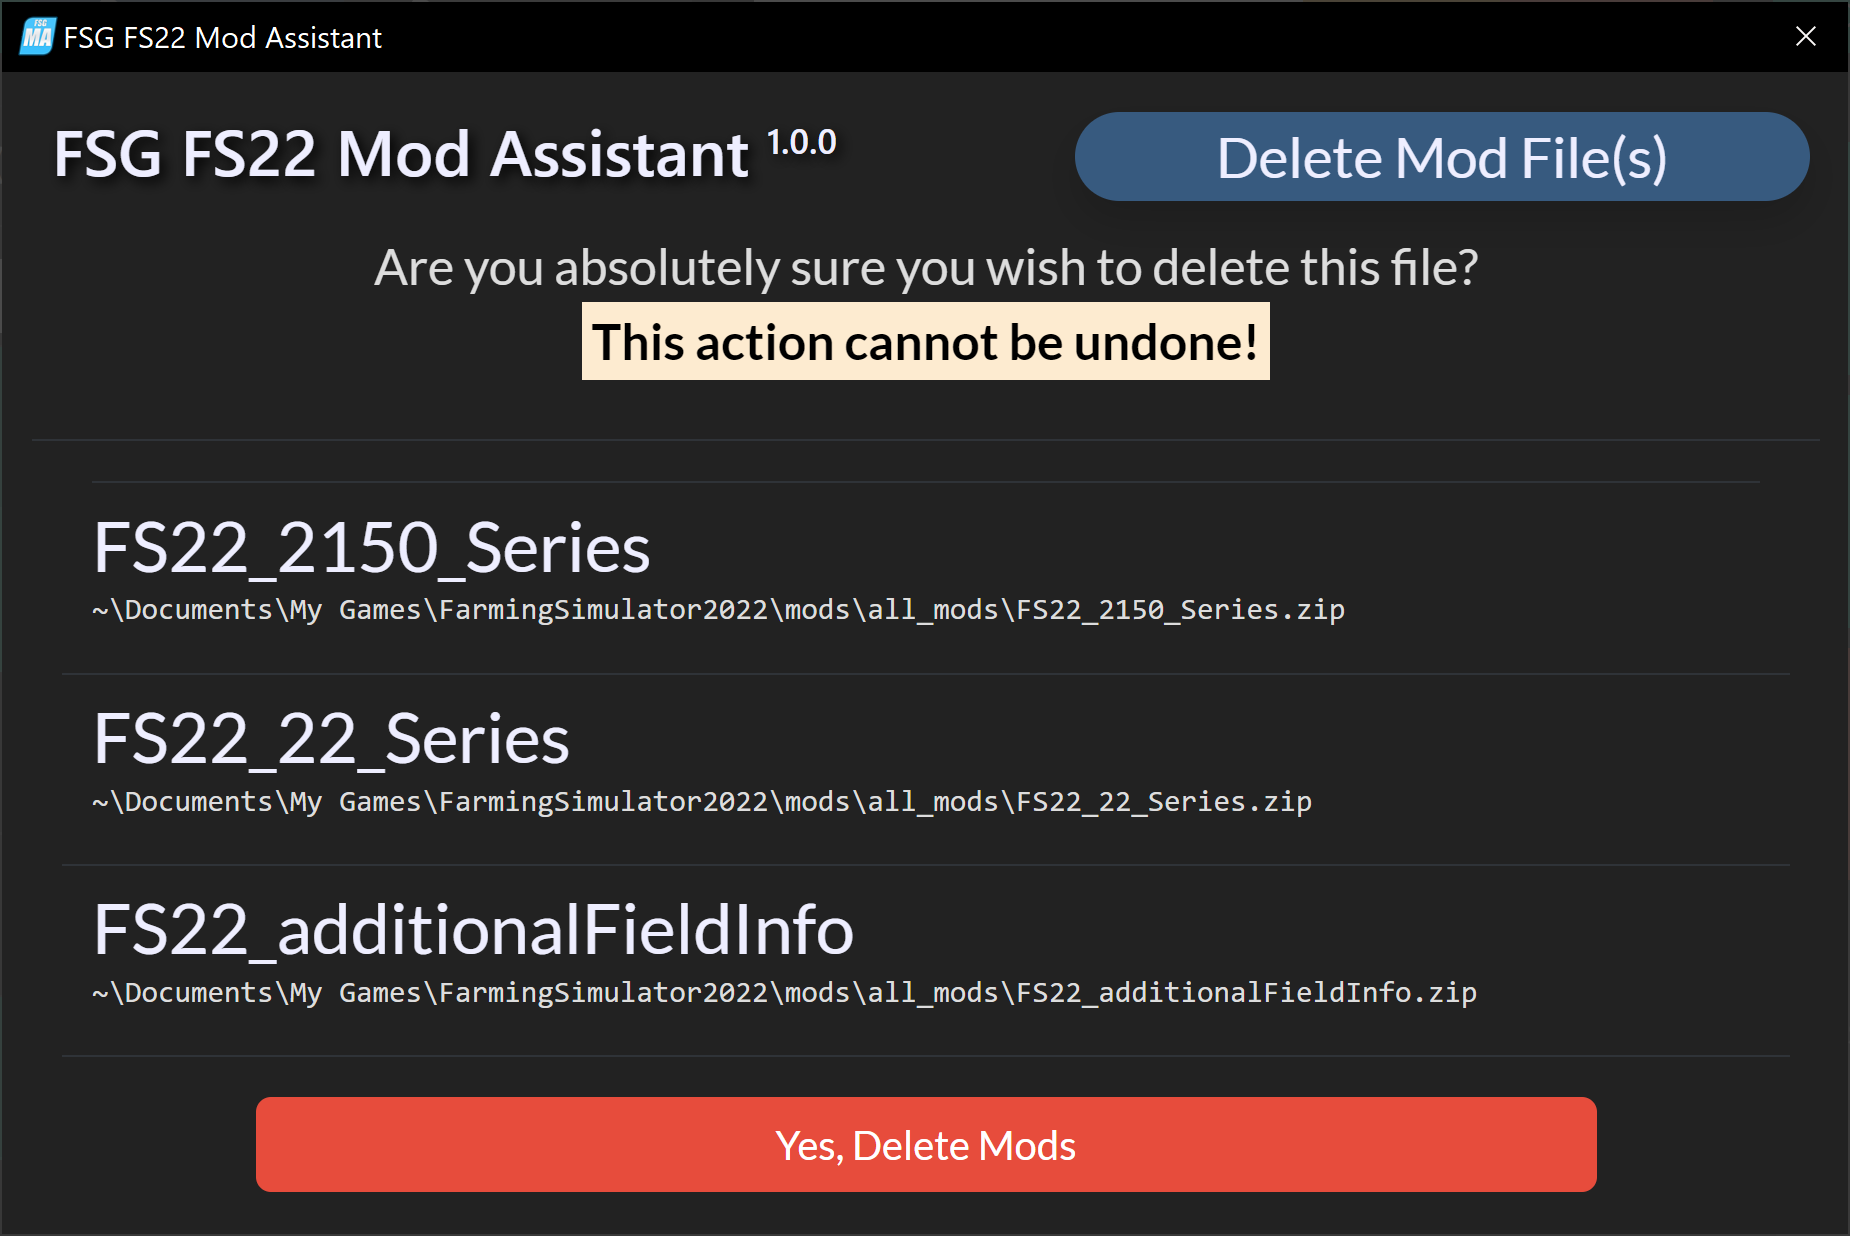 FSG
MA
FSG FS22 Mod Assistant
FSG FS22 Mod Assistant 1.0.0
Delete Mod File(s)
Are you absolutely sure you wish to delete this file?
This action cannot be undone!
FS22_2150_Series
~\Documents\My Games\FarmingSimulator2022\mods\all_mods\FS22_2150_Series.zip
FS22_22_Series
~\Documents\My Games\FarmingSimulator2022\mods\all_mods\FS22_22_Series.zip
FS22_additionalFieldInfo
~\Documents\My Games\FarmingSimulator2022\mods\all_mods\FS22_additionalFieldInfo.zip
Yes, Delete Mods